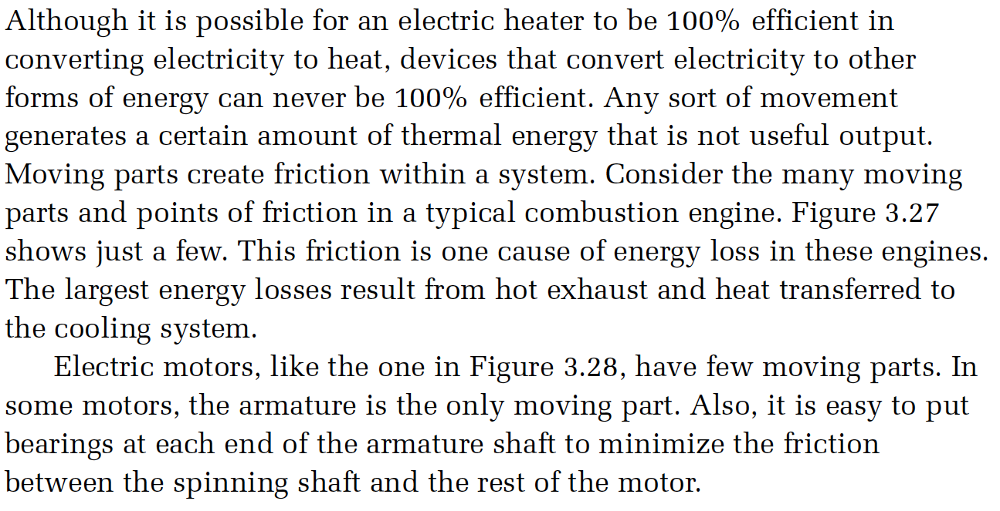 Although it is possible for an electric heater to be 100% efficient in
converting electricity to heat, devices that convert electricity to other
forms of energy can never be 100% efficient. Any sort of movement
generates a certain amount of thermal energy that is not useful output.
Moving parts create friction within a system. Consider the many moving
parts and points of friction in a typical combustion engine. Figure 3.27
shows just a few. This friction is one cause of energy loss in these engines.
The largest energy losses result from hot exhaust and heat transferred to
the cooling system.
Electric motors, like the one in Figure 3.28, have few moving parts. In
some motors, the armature is the only moving part. Also, it is easy to put
bearings at each end of the armature shaft to minimize the friction
between the spinning shaft and the rest of the motor.